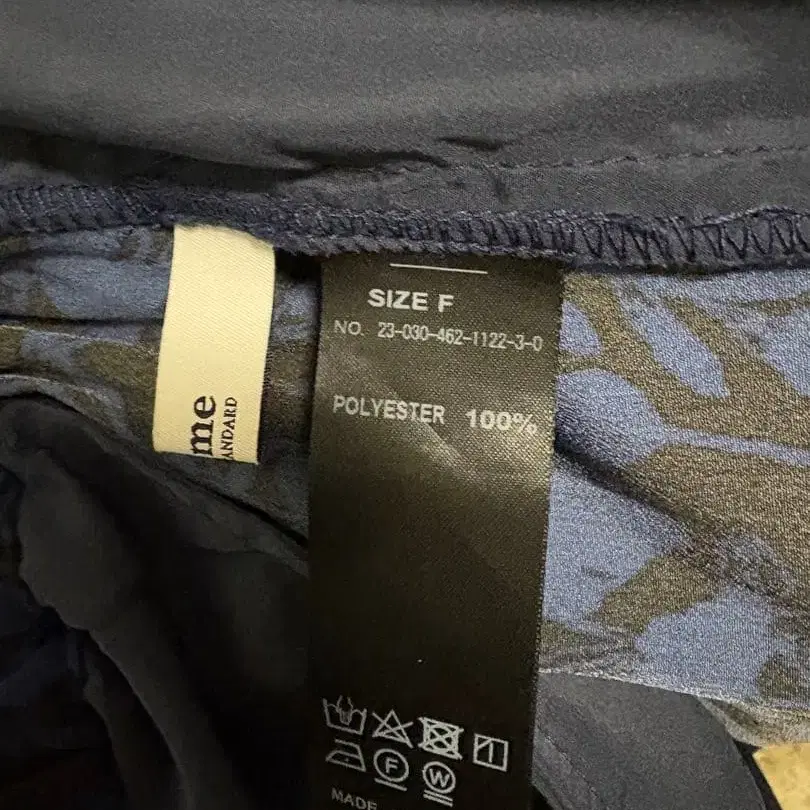 me
ANDARD
SIZE F
NO. 23-030-462-1122-3-0
POLYESTER 100%
F
W
MADE